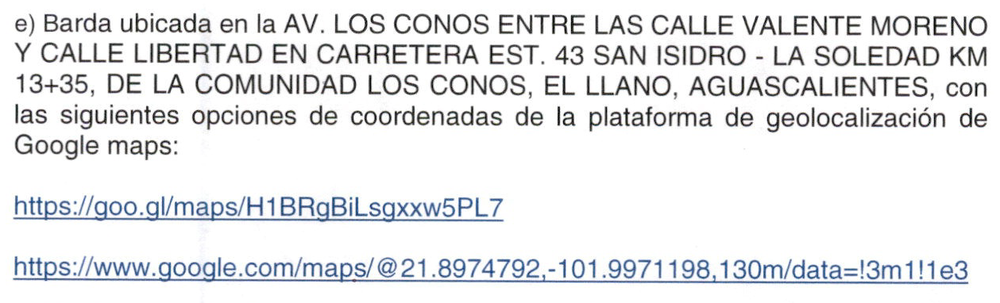 e) Barda ubicada en la AV. LOS CONOS ENTRE LAS CALLE VALENTE MORENO
Y CALLE LIBERTAD EN CARRETERA EST. 43 SAN ISIDRO - LA SOLEDAD KM
13+35, DE LA COMUNIDAD LOS CONOS, EL LLANO, AGUASCALIENTES, con
las siguientes opciones de coordenadas de la plataforma de geolocalización de
Google maps:
https://goo.gl/maps/H1BRgBiLsgxxw5PL7
https://www.google.com/maps/@21.8974792,-101.9971198,130m/data=!3m1!1e3